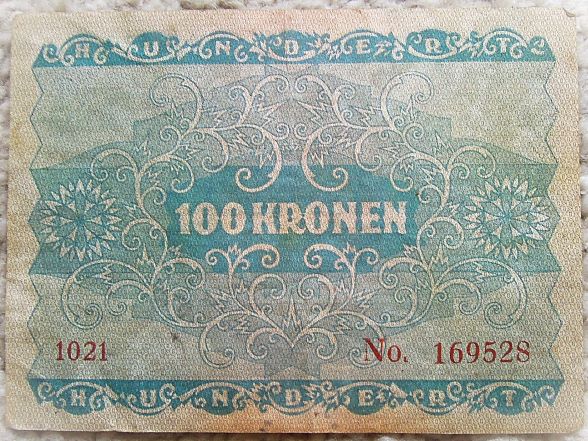 HUNDERT
100 KRONEN
1021 No. 169528
HUNDERT